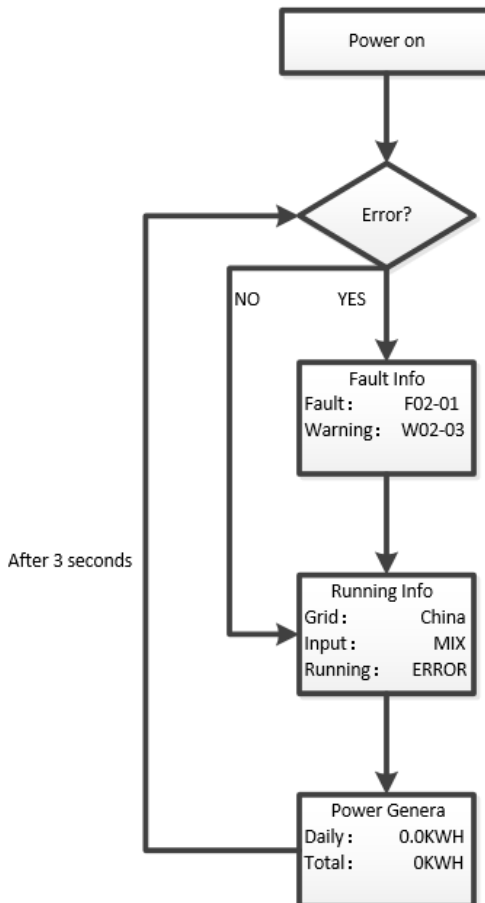 Power on
Error?
NO YES
Fault Info
Fault： F02-01
Warning： W02-03
After 3 seconds
Running Info
Grid： China
Input： MIX
Running： ERROR
Power Genera
Daily： 0.0KWH
Total： 0KWH